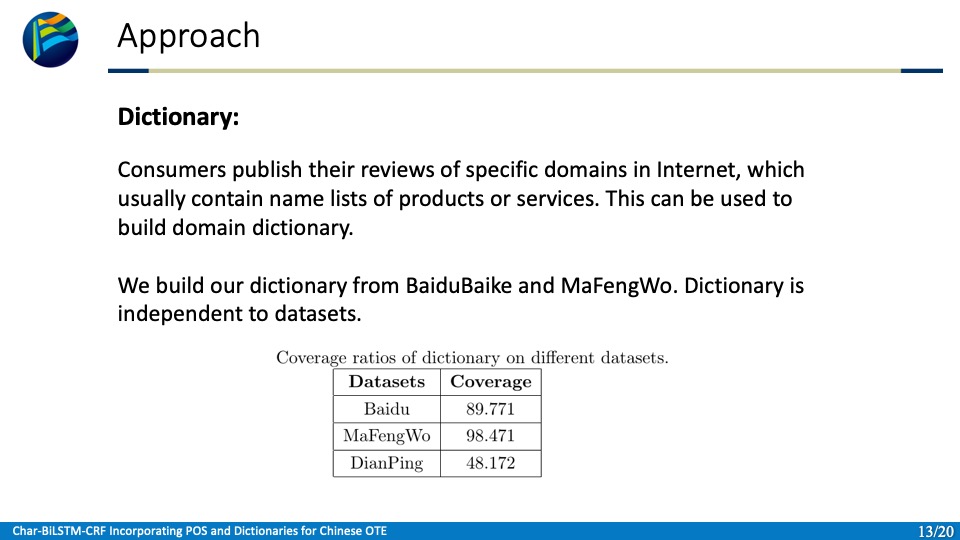 Approach
Dictionary:
Consumers publish their reviews of specific domains in Internet, which
usually contain name lists of products or services. This can be used to
build domain dictionary.
We build our dictionary from BaiduBaike and MaFengWo. Dictionary is
independent to datasets.
Coverage ratios of dictionary on different datasets.
Datasets Coverage
Baidu 89.771
MaFengWo 98.471
DianPing 48.172
Char-BiLSTM-CRF Incorporating POS and Dictionaries for Chinese OTE 13/20